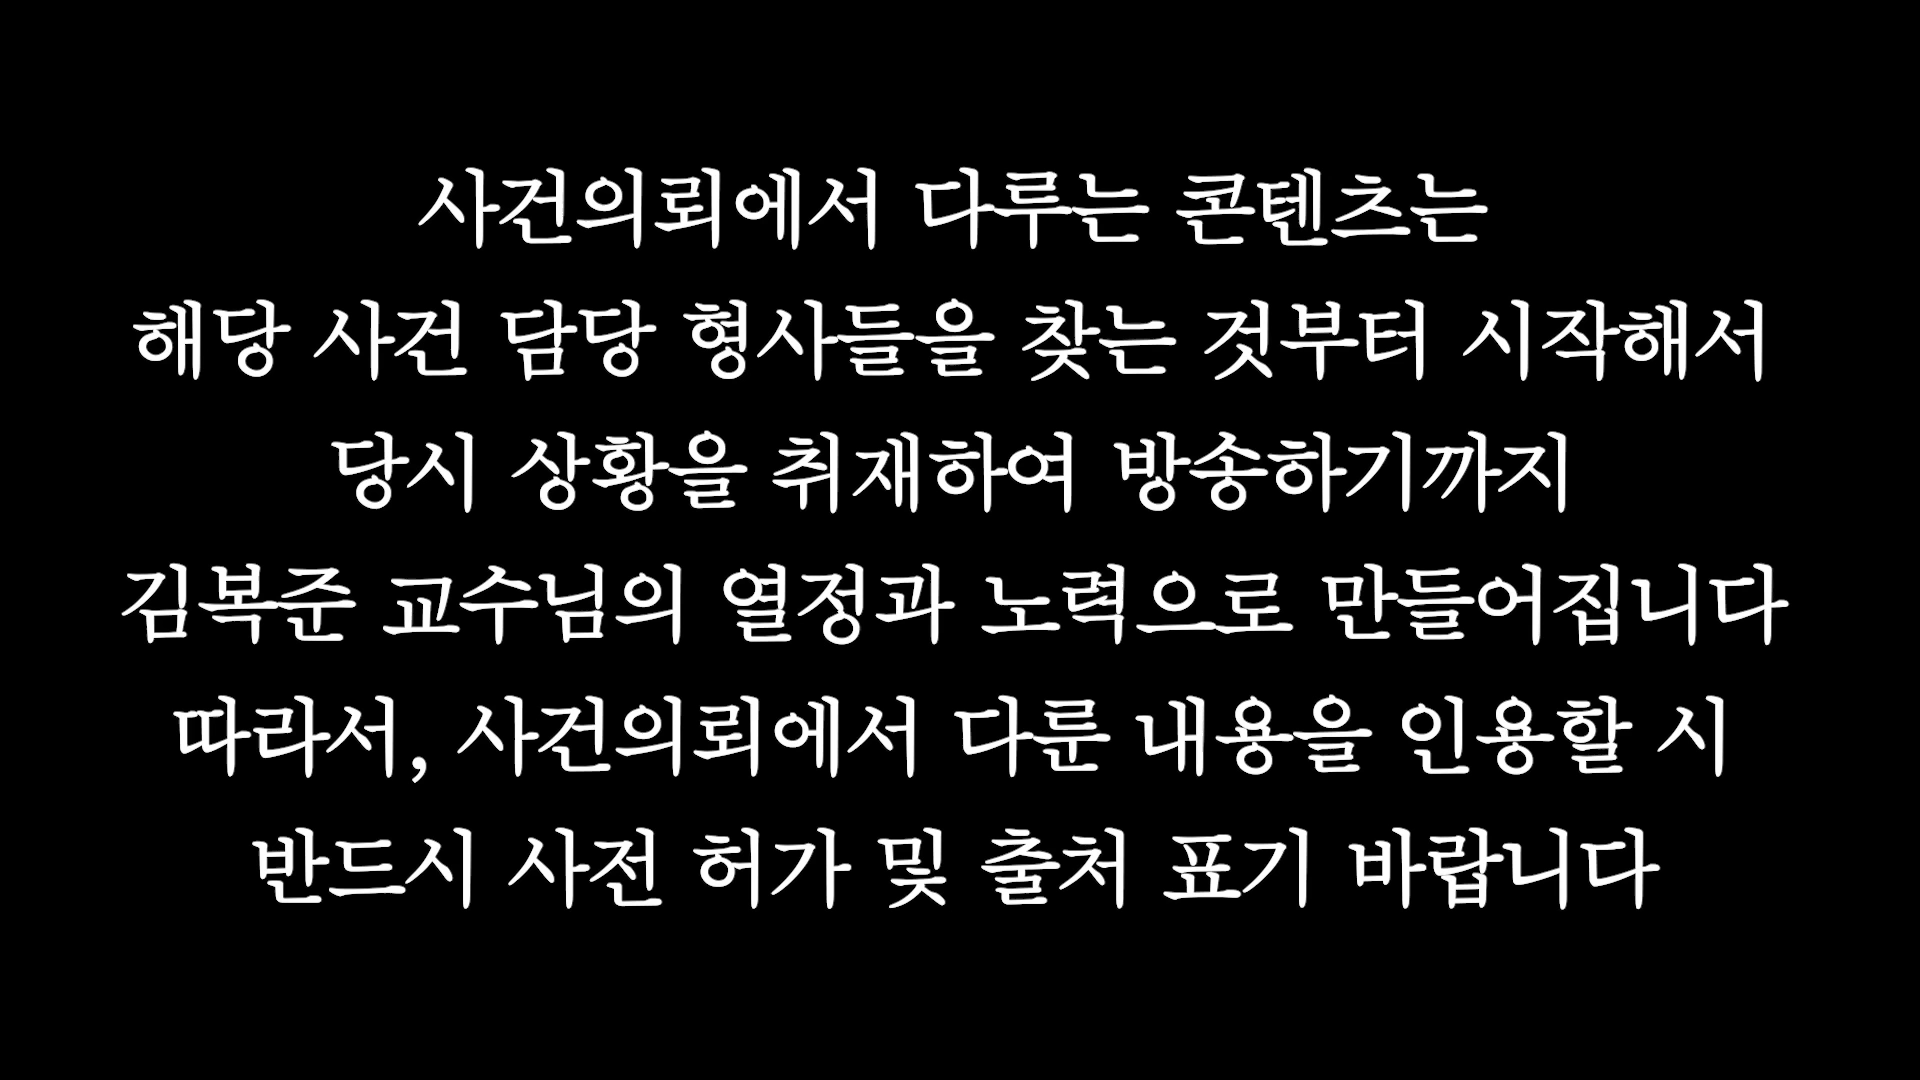 사건의뢰에서 다루는 콘텐츠는
해당 사건 담당 형사들을 찾는 것부터 시작해서
당시 상황을 취재하여 방송하기까지
김복준 교수님의 열정과 노력으로 만들어집니다
따라서, 사건의뢰에서 다룬 내용을 인용할 시
반드시 사전 허가 및 출처 표기 바랍니다